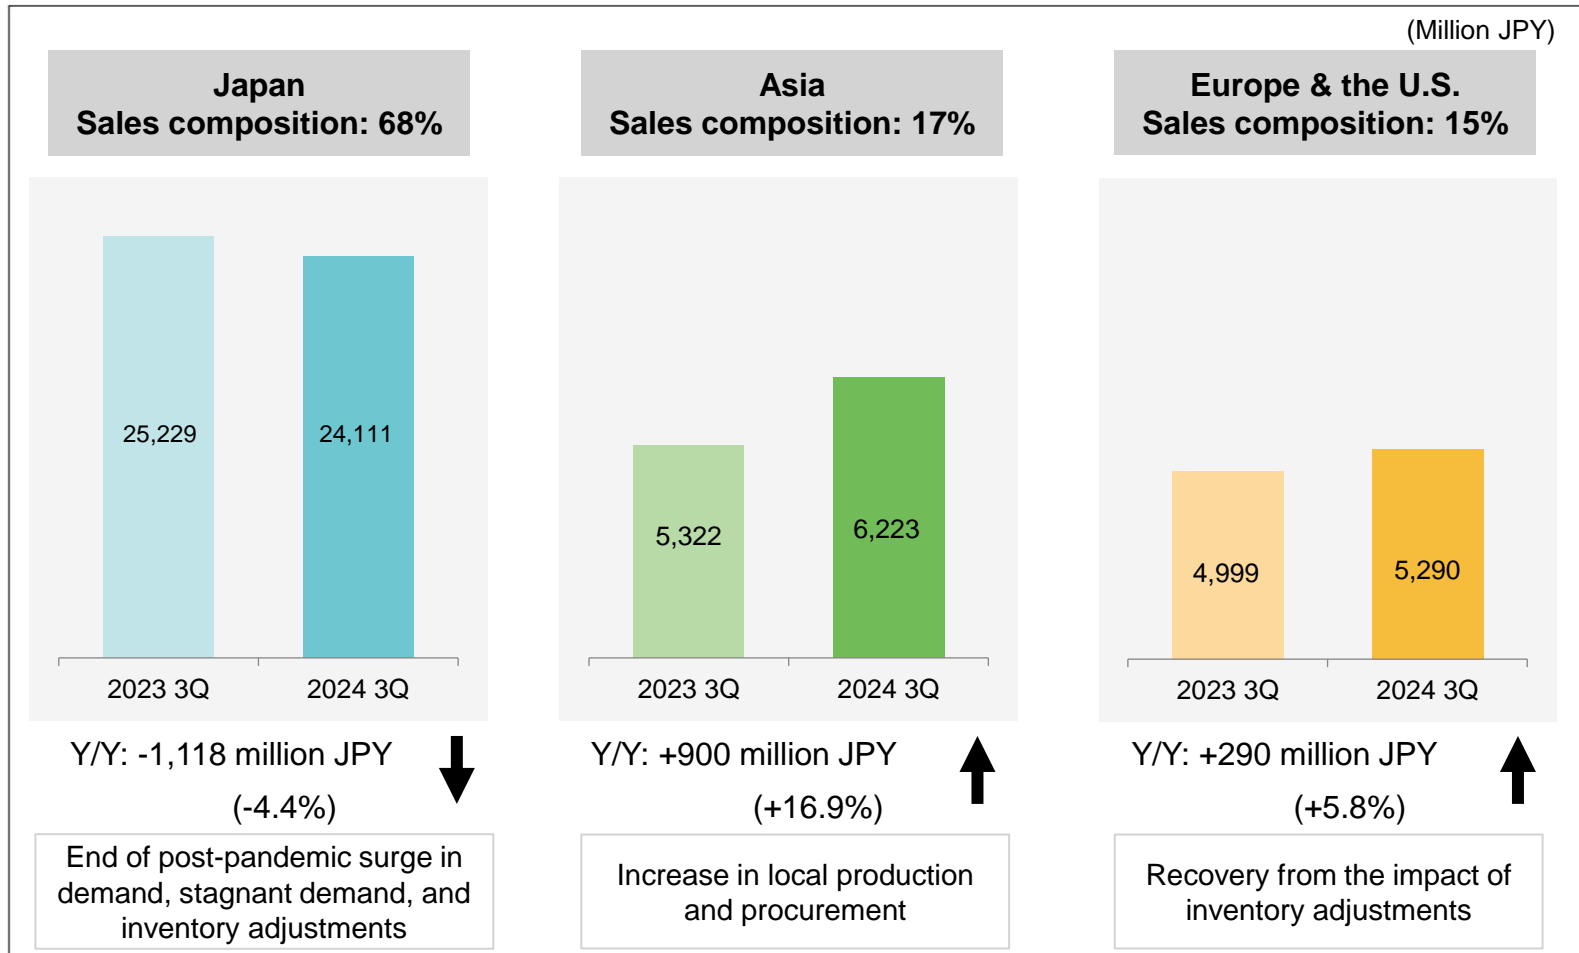 (Million JPY)
Japan
Sales composition: 68%
25,229
24,111
2023 3Q
2024 3Q
Y/Y: -1,118 million JPY
(-4.4%)
End of post-pandemic surge in
demand, stagnant demand, and
inventory adjustments
Asia
Sales composition: 17%
5,322
6,223
2023 3Q
2024 3Q
Y/Y: +900 million JPY
(+16.9%)
Increase in local production
and procurement
Europe & the U.S.
Sales composition: 15%
4,999
5,290
2023 3Q
2024 3Q
Y/Y: +290 million JPY
(+5.8%)
Recovery from the impact of
inventory adjustments